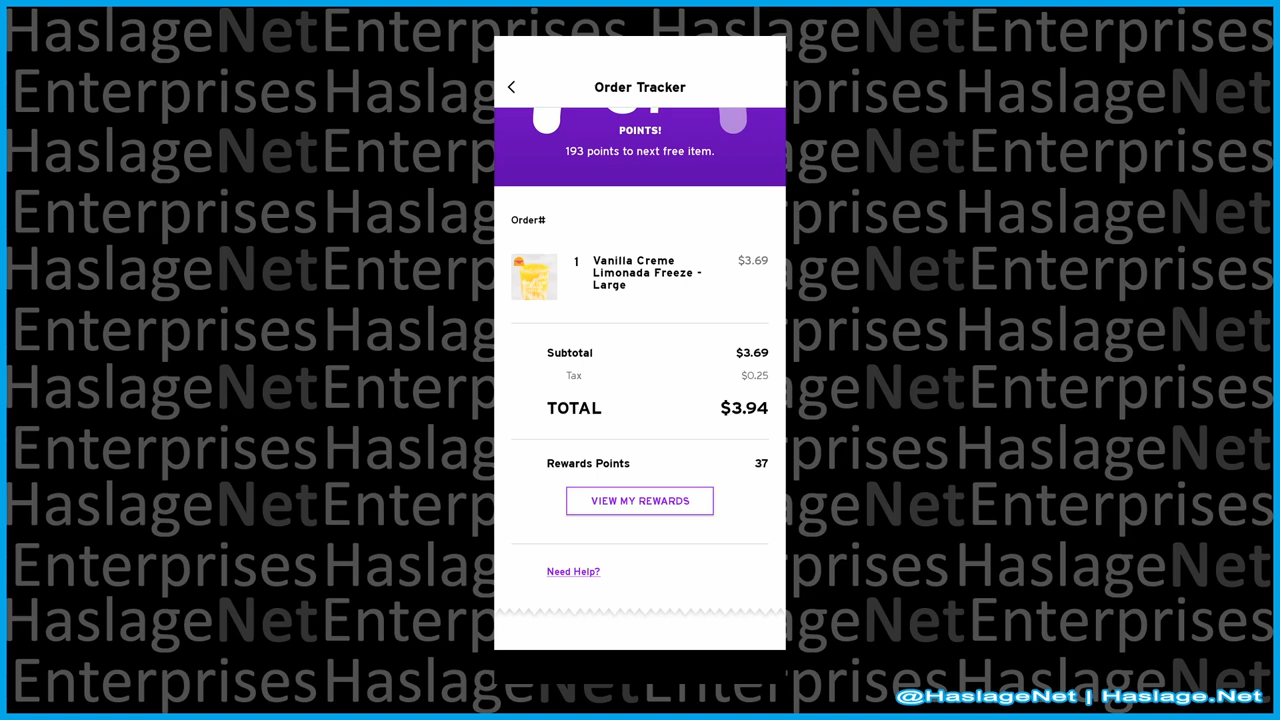 Order Tracker
POINTS!
193 points to next free item.
Order#
1 Vanilla Creme $3.69
Limonada Freeze -
Large
Subtotal $3.69
Tax $0.25
TOTAL $3.94
Rewards Points 37
VIEW MY REWARDS
Need Help?
HaslageNetEnterprises HaslageNetEnterprises
@HaslageNet | Haslage.Net